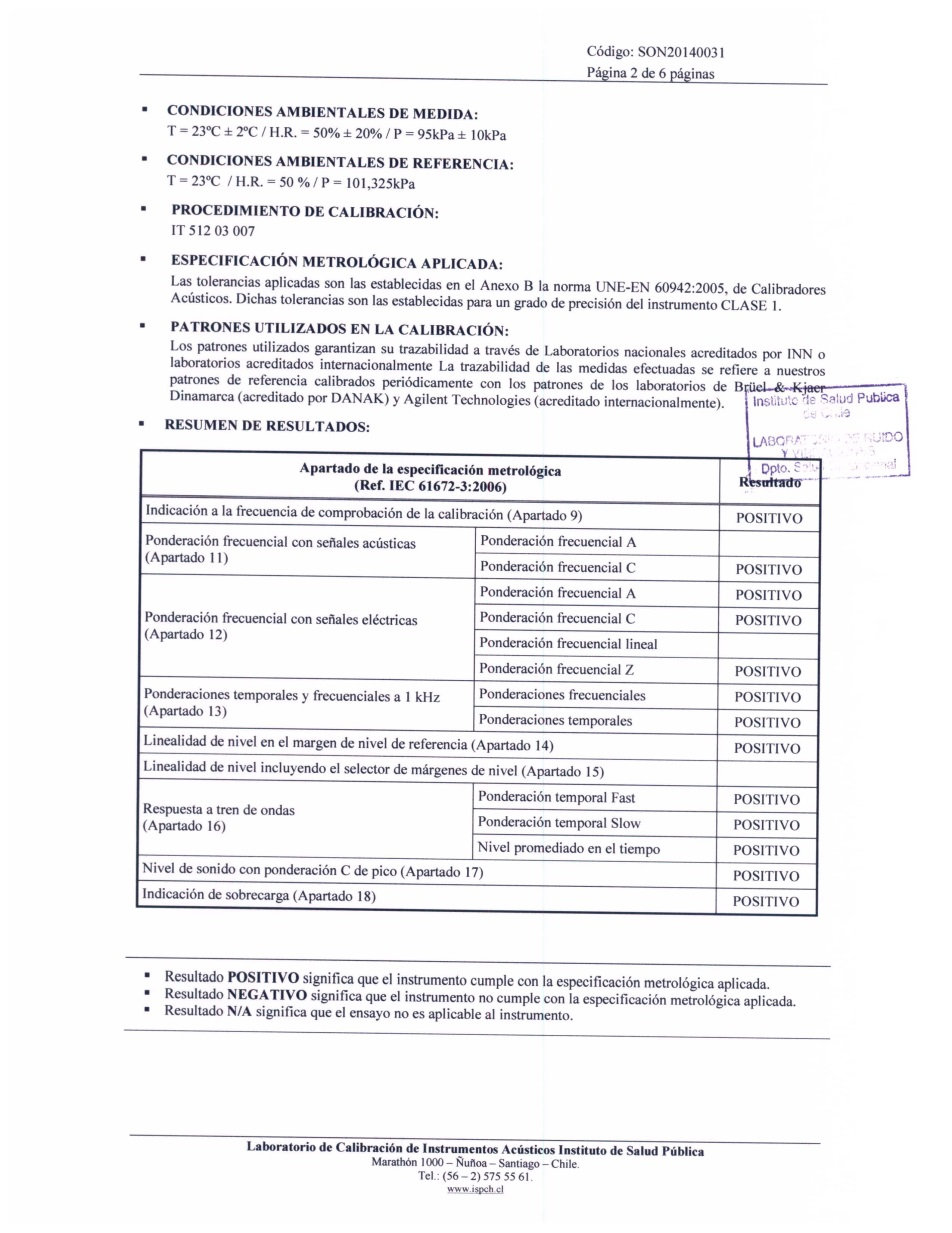 Código: SON20140031
Página 2 de 6 páginas
▪ CONDICIONES AMBIENTALES DE MEDIDA:
T = 23ºC ± 2ºC / H.R. = 50% ± 20% / P = 95kPa ± 10kPa
▪ CONDICIONES AMBIENTALES DE REFERENCIA:
T = 23ºC / H.R. = 50 % / P = 101,325kPa
▪ PROCEDIMIENTO DE CALIBRACIÓN:
IT 512 03 007
▪ ESPECIFICACIÓN METROLÓGICA APLICADA:
Las tolerancias aplicadas son las establecidas en el Anexo B la norma UNE-EN 60942:2005, de Calibradores
Acústicos. Dichas tolerancias son las establecidas para un grado de precisión del instrumento CLASE 1.
▪ PATRONES UTILIZADOS EN LA CALIBRACIÓN:
Los patrones utilizados garantizan su trazabilidad a través de Laboratorios nacionales acreditados por INN o
laboratorios acreditados internacionalmente La trazabilidad de las medidas efectuadas se refiere a nuestros
patrones de referencia calibrados periódicamente con los patrones de los laboratorios de Brüel & Kjaer
Dinamarca (acreditado por DANAK) y Agilent Technologies (acreditado internacionalmente).
Instituto de Salud Publica
de Chile
LABORATORIO DE RUIDO
Y
Dpto.
▪ RESUMEN DE RESULTADOS:
Apartado de la especificación metrológica
(Ref. IEC 61672-3:2006)
Resultado
Indicación a la frecuencia de comprobación de la calibración (Apartado 9) POSITIVO
Ponderación frecuencial con señales acústicas
(Apartado 11)
Ponderación frecuencial A
Ponderación frecuencial C POSITIVO
Ponderación frecuencial con señales eléctricas
(Apartado 12)
Ponderación frecuencial A POSITIVO
Ponderación frecuencial C POSITIVO
Ponderación frecuencial lineal
Ponderación frecuencial Z POSITIVO
Ponderaciones temporales y frecuenciales a 1 kHz
(Apartado 13)
Ponderaciones frecuenciales POSITIVO
Ponderaciones temporales POSITIVO
Linealidad de nivel en el margen de nivel de referencia (Apartado 14) POSITIVO
Linealidad de nivel incluyendo el selector de márgenes de nivel (Apartado 15)
Respuesta a tren de ondas
(Apartado 16)
Ponderación temporal Fast POSITIVO
Ponderación temporal Slow POSITIVO
Nivel promediado en el tiempo POSITIVO
Nivel de sonido con ponderación C de pico (Apartado 17) POSITIVO
Indicación de sobrecarga (Apartado 18) POSITIVO
▪ Resultado POSITIVO significa que el instrumento cumple con la especificación metrológica aplicada.
▪ Resultado NEGATIVO significa que el instrumento no cumple con la especificación metrológica aplicada.
▪ Resultado N/A significa que el ensayo no es aplicable al instrumento.
Laboratorio de Calibración de Instrumentos Acústicos Instituto de Salud Pública
Marathón 1000 – Ñuñoa – Santiago – Chile.
Tel.: (56 – 2) 575 55 61.
www.ispch.cl